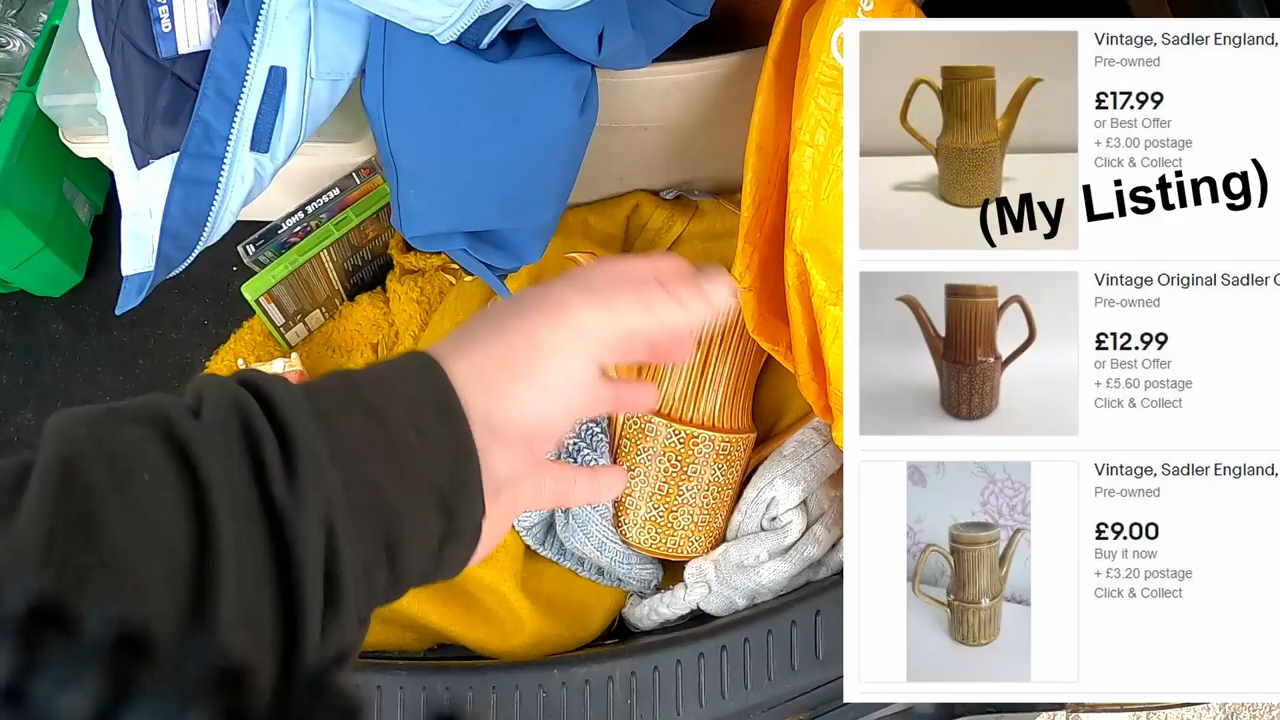 END
RESCUE SHOT
Vintage, Sadler England,
Pre-owned
£17.99
or Best Offer
+ £3.00 postage
Click & Collect
(My Listing)
Vintage Original Sadler
Pre-owned
£12.99
or Best Offer
+ £5.60 postage
Click & Collect
Vintage, Sadler England,
Pre-owned
£9.00
Buy it now
+ £3.20 postage
Click & Collect